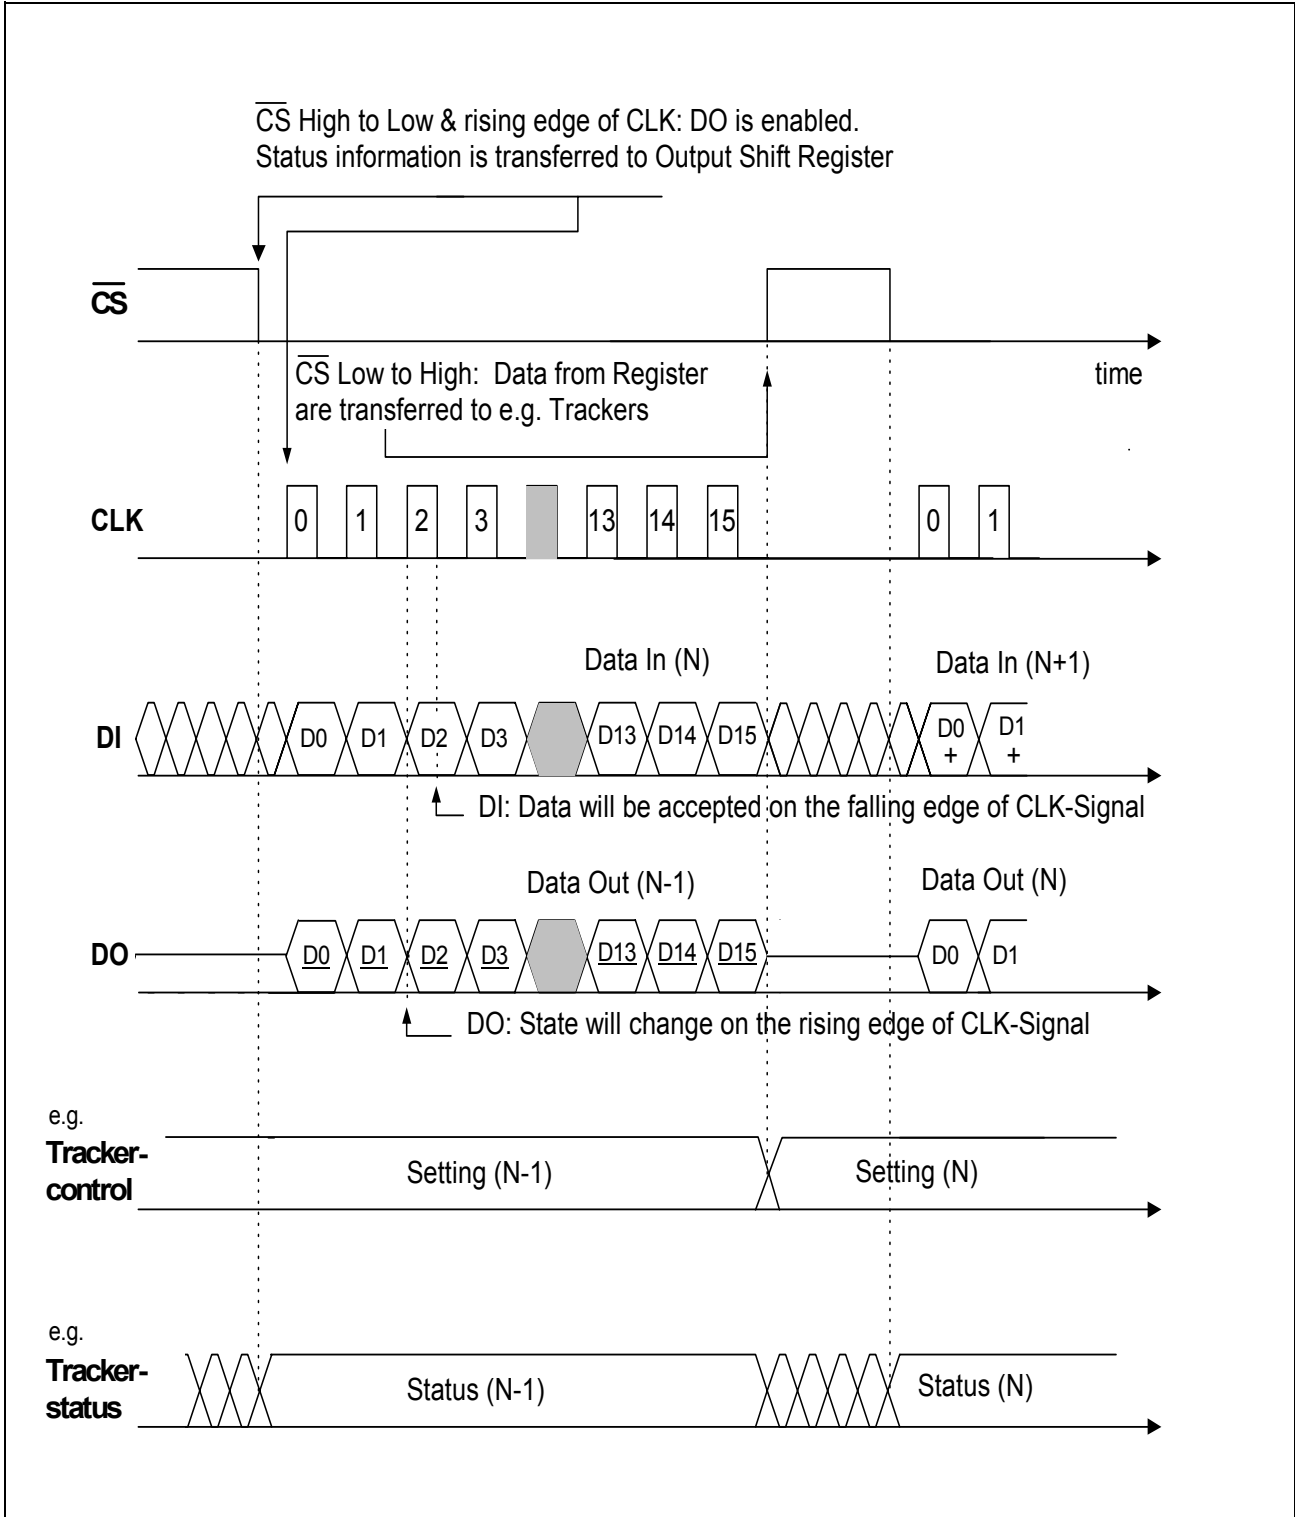 CS High to Low & rising edge of CLK: DO is enabled.
Status information is transferred to Output Shift Register
CS
CS Low to High: Data from Register
are transferred to e.g. Trackers
time
CLK
0 1 2 3 13 14 15 0 1
Data In (N) Data In (N+1)
DI
D0 D1 D2 D3 D13 D14 D15 D0 + D1 +
DI: Data will be accepted on the falling edge of CLK-Signal
Data Out (N-1) Data Out (N)
DO
D0 D1 D2 D3 D13 D14 D15 D0 D1
DO: State will change on the rising edge of CLK-Signal
e.g.
Tracker-
control
Setting (N-1) Setting (N)
e.g.
Tracker-
status
Status (N-1) Status (N)